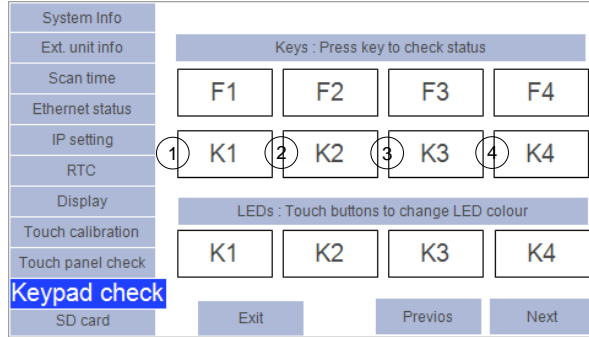 System Info
Ext. unit info
Scan time
Ethernet status
IP setting
RTC
Display
Touch calibration
Touch panel check
Keypad check
SD card
Keys : Press key to check status
F1 F2 F3 F4
1 K1 2 K2 3 K3 4 K4
LEDs : Touch buttons to change LED colour
K1 K2 K3 K4
Exit Previos Next